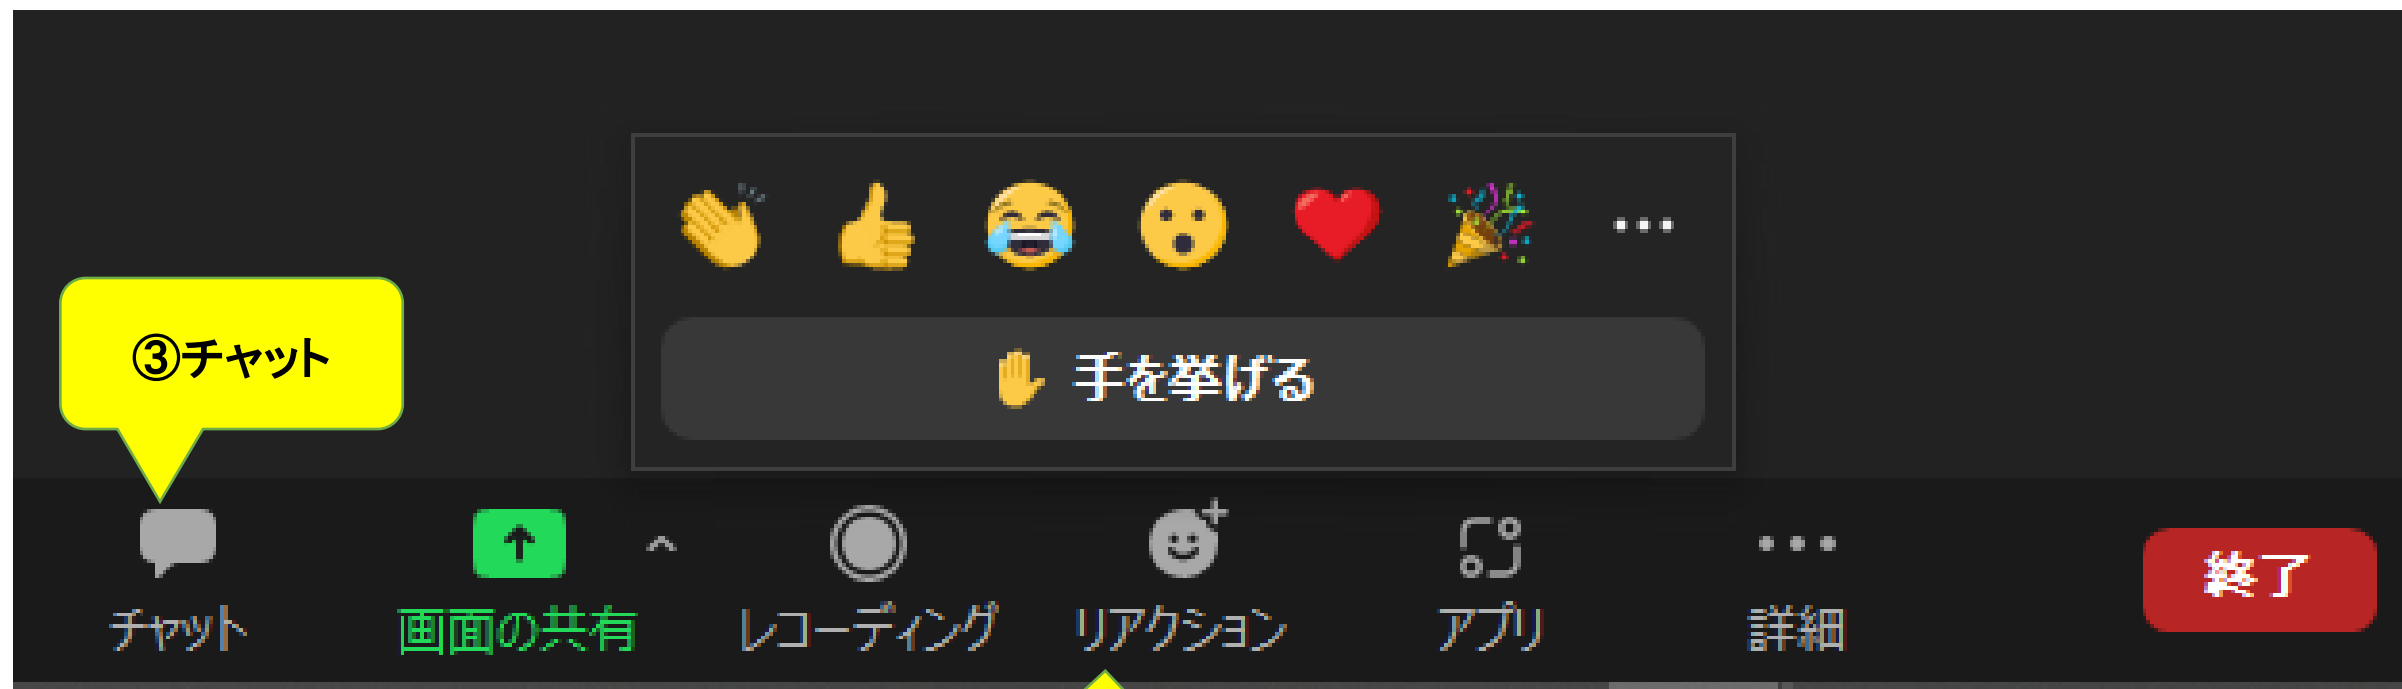 ③チャット
✋ 手を挙げる
チャット
画面の共有
レコーディング
リアクション
アプリ
詳細
終了